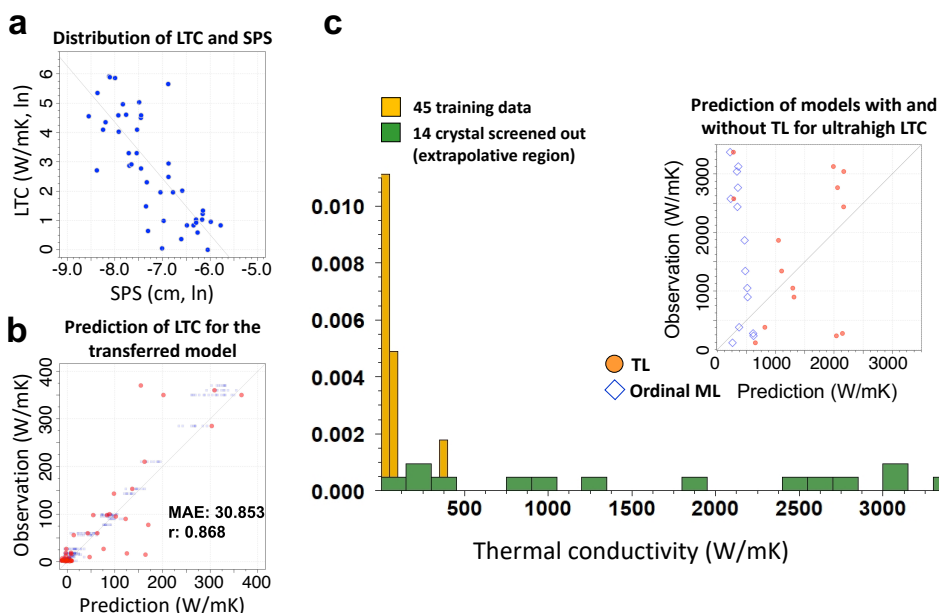 a
Distribution of LTC and SPS
LTC (W/mK, ln)
6
5
4
3
2
1
0
-9.0 -8.0 -7.0 -6.0 -5.0
SPS (cm, ln)
b
Prediction of LTC for the
transferred model
Observation (W/mK)
400
300
200
100
0
MAE: 30.853
r: 0.868
0 100 200 300 400
Prediction (W/mK)
c
45 training data
14 crystal screened out
(extrapolative region)
0.010
0.008
0.006
0.004
0.002
0.000
500 1000 1500 2000 2500 3000
Thermal conductivity (W/mK)
Prediction of models with and
without TL for ultrahigh LTC
Observation (W/mK)
3000
2000
1000
0
0 1000 2000 3000
Prediction (W/mK)
TL
Ordinal ML